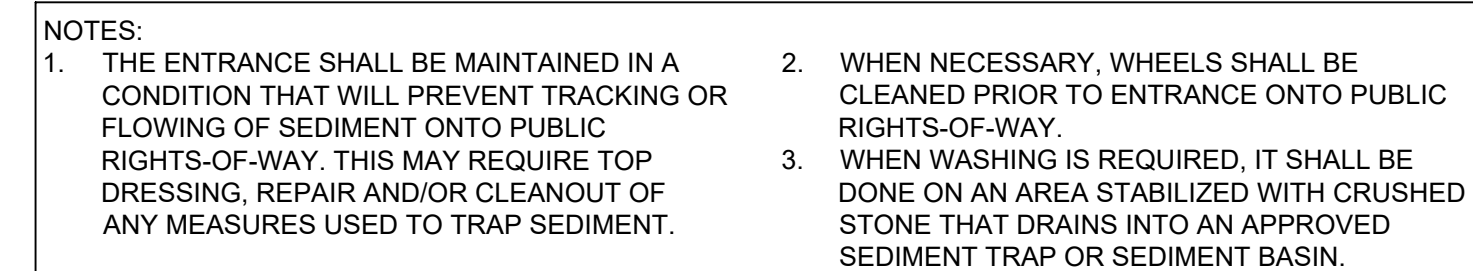 NOTES:
1. THE ENTRANCE SHALL BE MAINTAINED IN A
CONDITION THAT WILL PREVENT TRACKING OR
FLOWING OF SEDIMENT ONTO PUBLIC
RIGHTS-OF-WAY. THIS MAY REQUIRE TOP
DRESSING, REPAIR AND/OR CLEANOUT OF
ANY MEASURES USED TO TRAP SEDIMENT.
2. WHEN NECESSARY, WHEELS SHALL BE
CLEANED PRIOR TO ENTRANCE ONTO PUBLIC
RIGHTS-OF-WAY.
3. WHEN WASHING IS REQUIRED, IT SHALL BE
DONE ON AN AREA STABILIZED WITH CRUSHED
STONE THAT DRAINS INTO AN APPROVED
SEDIMENT TRAP OR SEDIMENT BASIN.